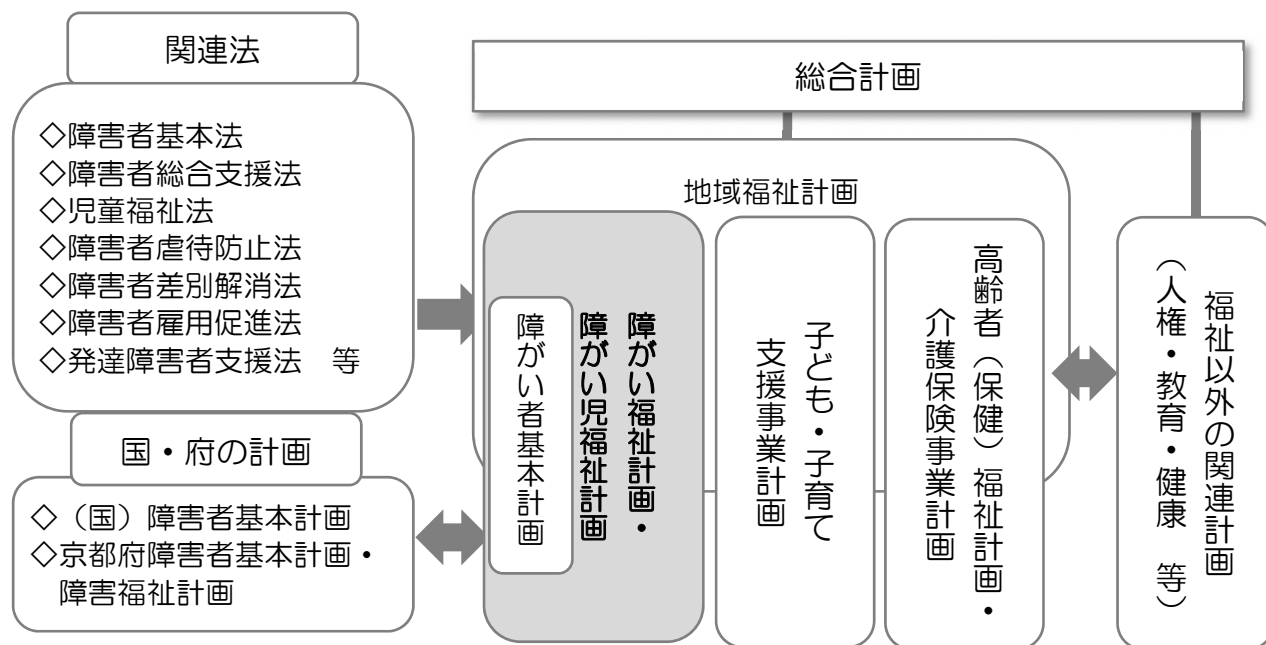 関連法
◇障害者基本法
◇障害者総合支援法
◇児童福祉法
◇障害者虐待防止法
◇障害者差別解消法
◇障害者雇用促進法
◇発達障害者支援法　等
国・府の計画
◇（国）障害者基本計画
◇京都府障害者基本計画・
障害福祉計画
総合計画
地域福祉計画
障がい者基本計画
障がい福祉計画・
障がい児福祉計画
子ども・子育て
支援事業計画
高齢者（保健）福祉計画・
介護保険事業計画
福祉以外の関連計画
（人権・教育・健康　等）